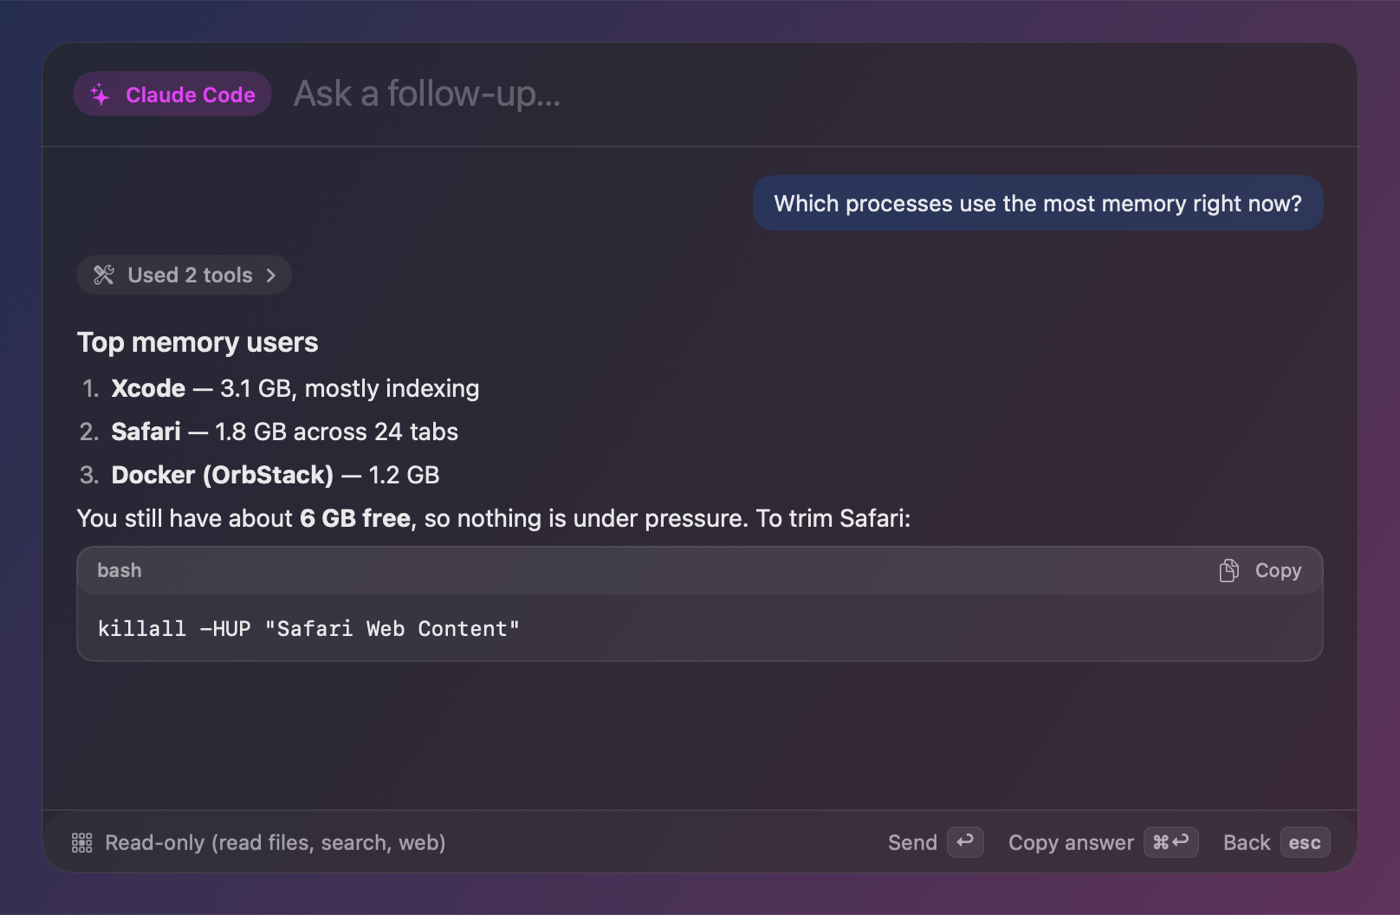 Claude Code
Ask a follow-up...
Which processes use the most memory right now?
Used 2 tools >
Top memory users
1. Xcode — 3.1 GB, mostly indexing
2. Safari — 1.8 GB across 24 tabs
3. Docker (OrbStack) — 1.2 GB
You still have about 6 GB free, so nothing is under pressure. To trim Safari:
bash
Copy
killall -HUP "Safari Web Content"
Read-only (read files, search, web)
Send ↩ Copy answer ⌘↩ Back esc